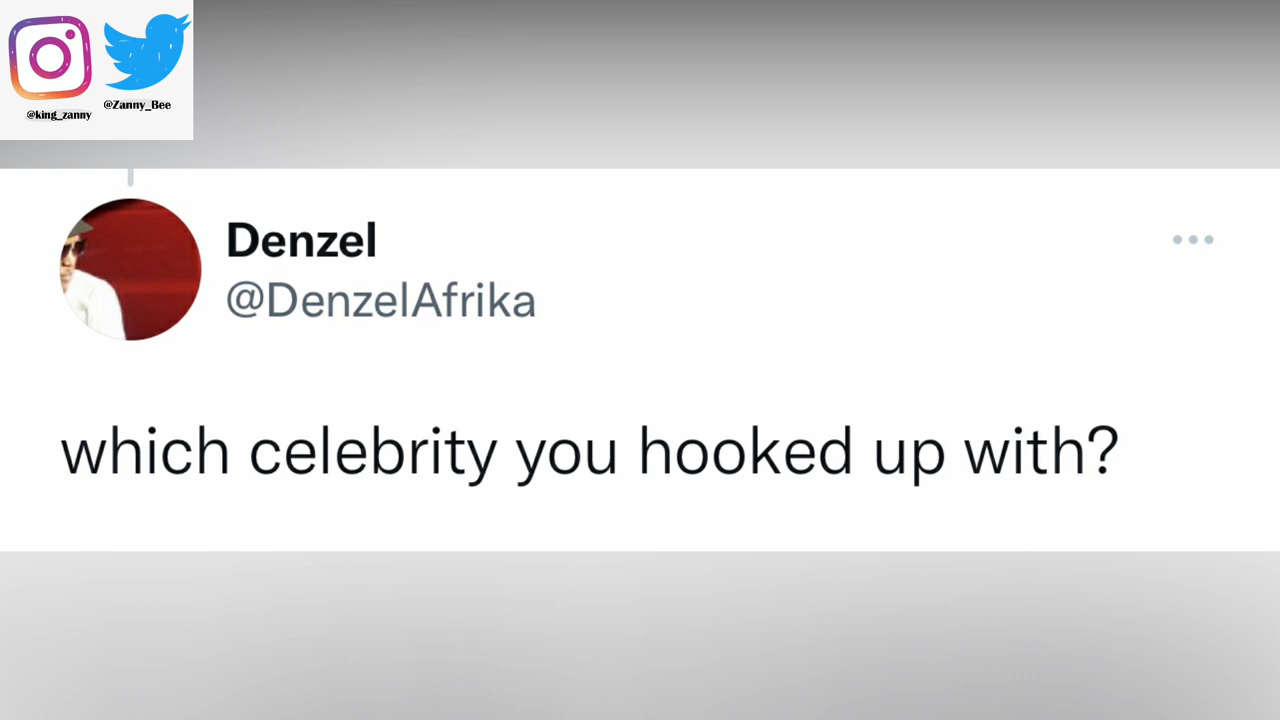 @king_zanny
@Zanny_Bee
Denzel
@DenzelAfrika
which celebrity you hooked up with?